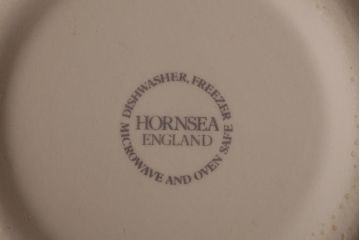 DISHWASHER, FREEZER
HORNSEA
ENGLAND
MICROWAVE AND OVEN SAFE